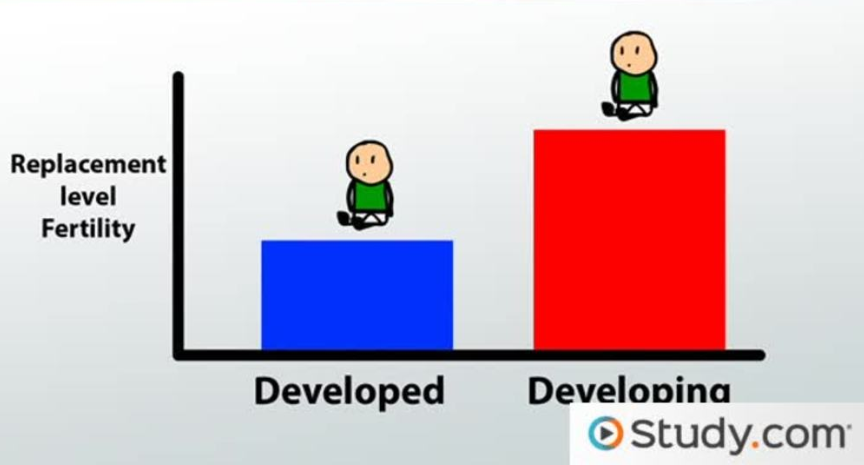 Replacement
level
Fertility
Developed
Developing
Study.com